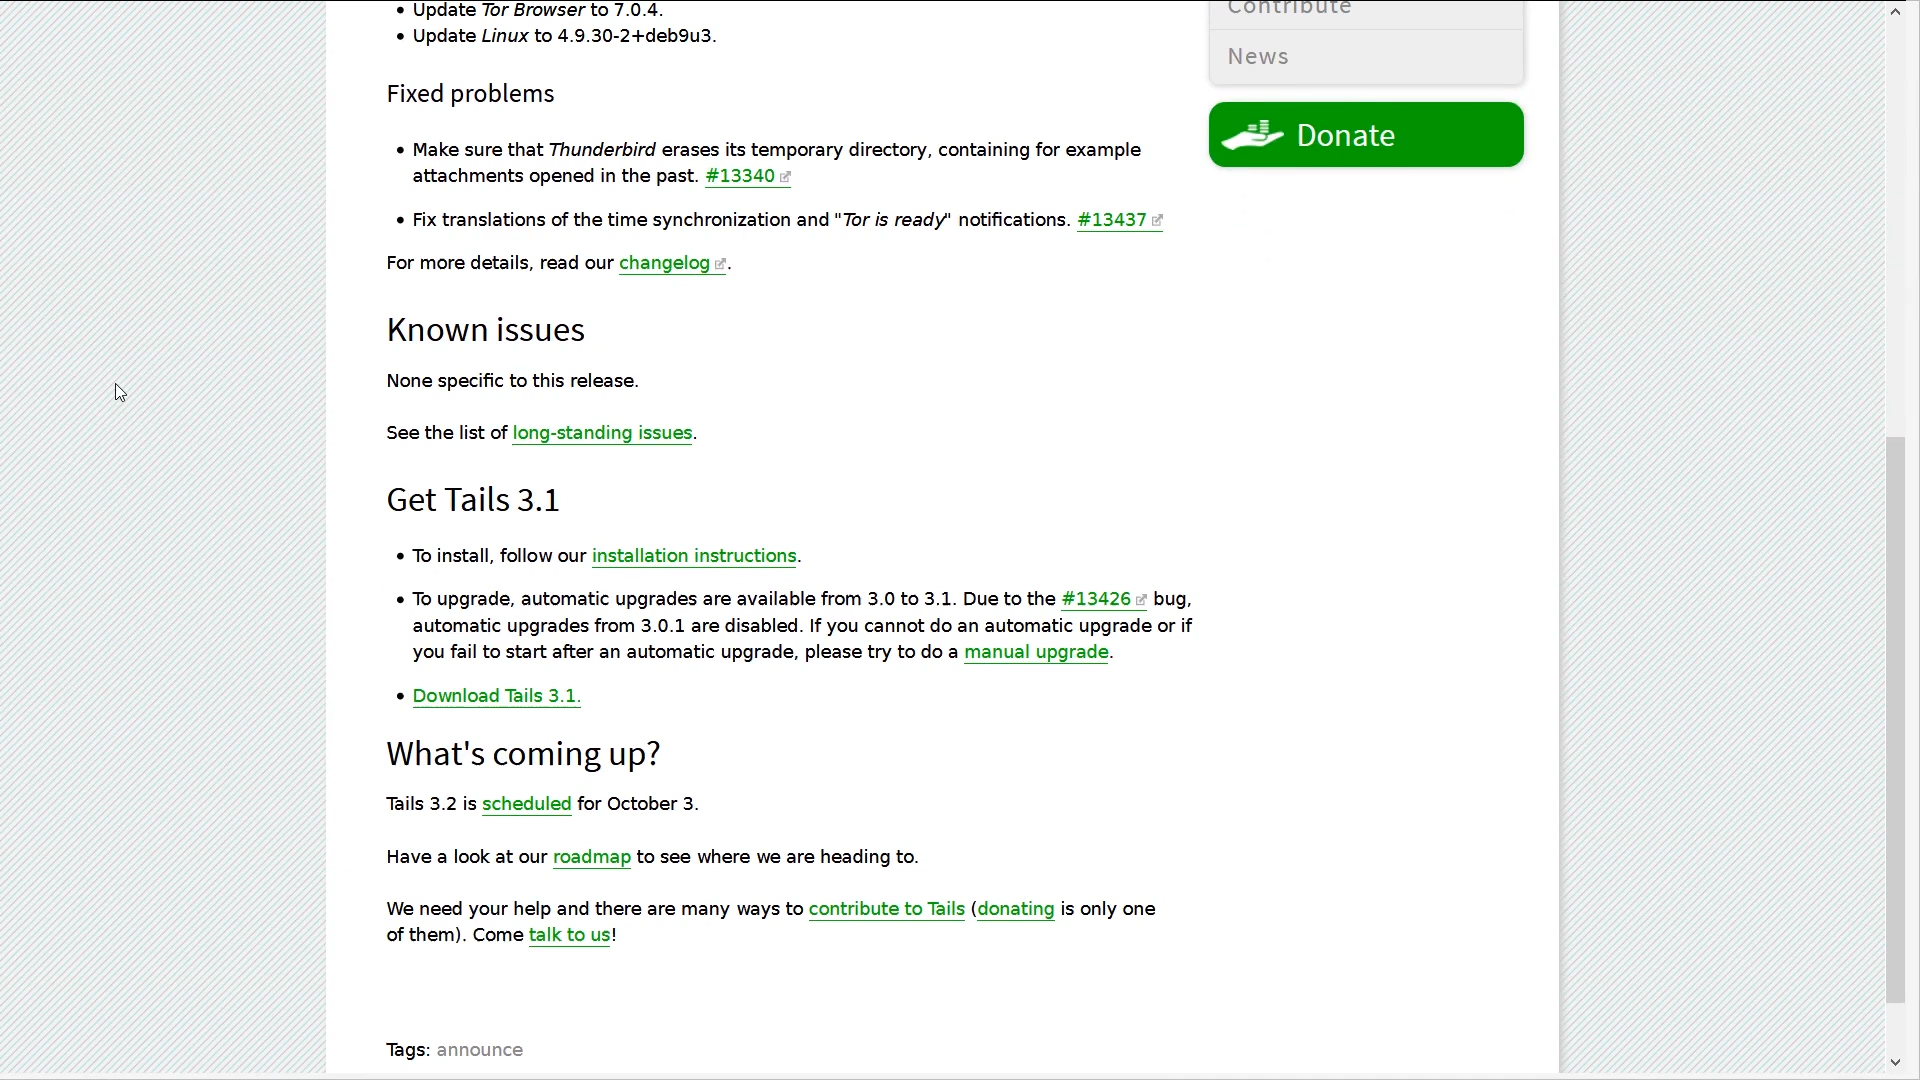 • Update Tor Browser to 7.0.4.
• Update Linux to 4.9.30-2+deb9u3.
Fixed problems
• Make sure that Thunderbird erases its temporary directory, containing for example
attachments opened in the past. #13340
• Fix translations of the time synchronization and "Tor is ready" notifications. #13437
For more details, read our changelog.
Known issues
None specific to this release.
See the list of long-standing issues.
Get Tails 3.1
• To install, follow our installation instructions.
• To upgrade, automatic upgrades are available from 3.0 to 3.1. Due to the #13426 bug,
automatic upgrades from 3.0.1 are disabled. If you cannot do an automatic upgrade or if
you fail to start after an automatic upgrade, please try to do a manual upgrade.
• Download Tails 3.1.
What's coming up?
Tails 3.2 is scheduled for October 3.
Have a look at our roadmap to see where we are heading to.
We need your help and there are many ways to contribute to Tails (donating is only one
of them). Come talk to us!
Tags: announce
Contribute
News
Donate